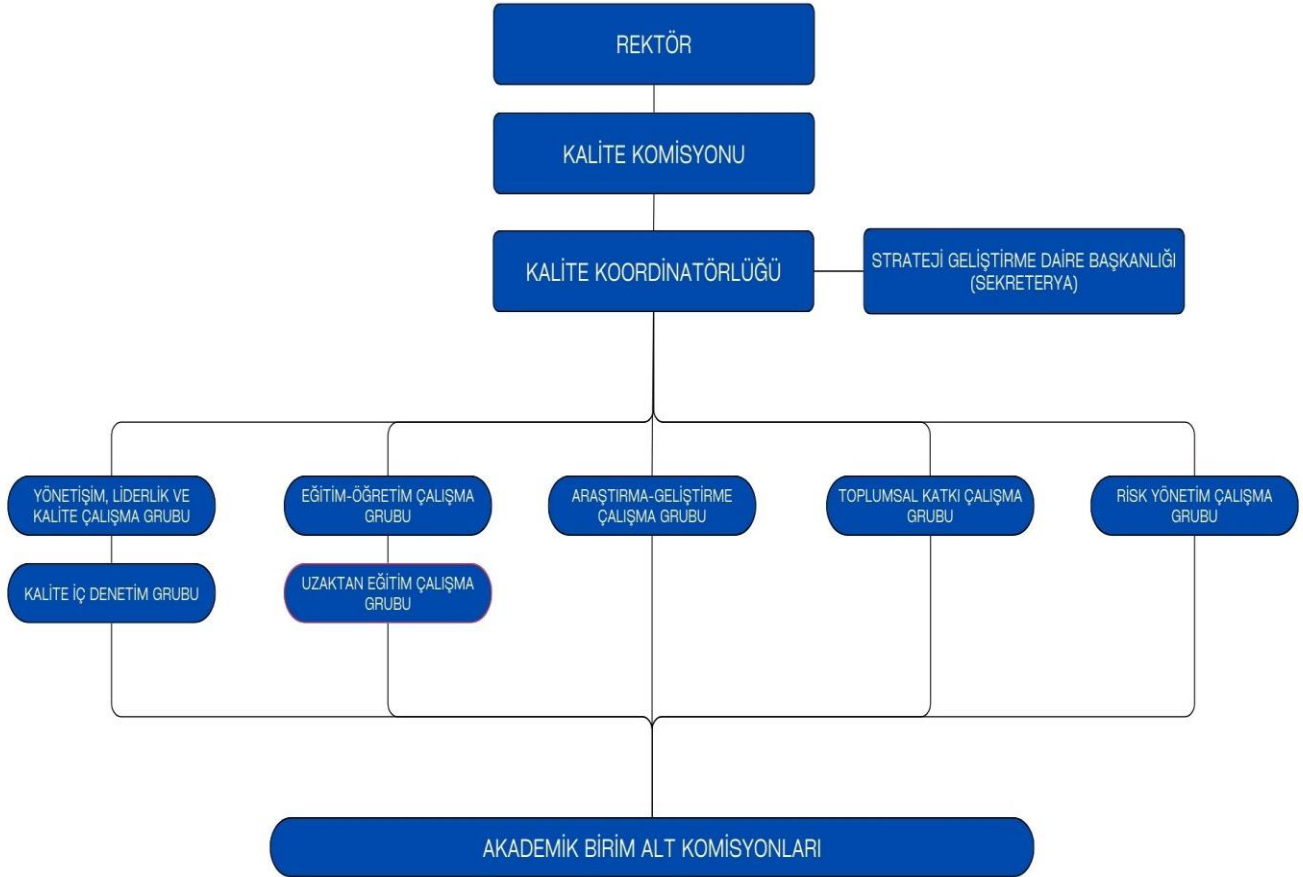 REKTÖR
KALİTE KOMİSYONU
KALİTE KOORDİNATÖRLÜĞÜ
STRATEJİ GELİŞTİRME DAİRE BAŞKANLIĞI
(SEKRETERYA)
YÖNETİŞİM, LİDERLİK VE
KALİTE ÇALIŞMA GRUBU
EĞİTİM-ÖĞRETİM ÇALIŞMA
GRUBU
ARAŞTIRMA-GELİŞTİRME
ÇALIŞMA GRUBU
TOPLUMSAL KATKI ÇALIŞMA
GRUBU
RİSK YÖNETİM ÇALIŞMA
GRUBU
KALİTE İÇ DENETİM GRUBU
UZAKTAN EĞİTİM ÇALIŞMA
GRUBU
AKADEMİK BİRİM ALT KOMİSYONLARI